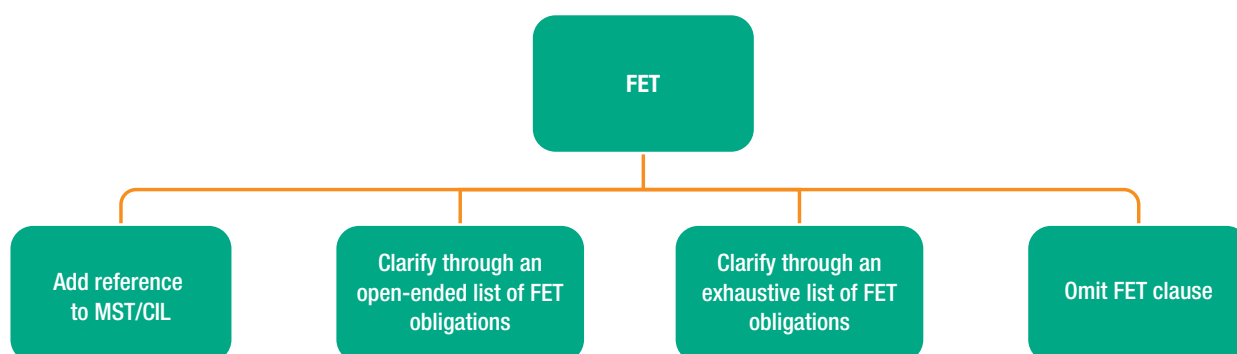 FET
Add reference
to MST/CIL
Clarify through an
open-ended list of FET
obligations
Clarify through an
exhaustive list of FET
obligations
Omit FET clause